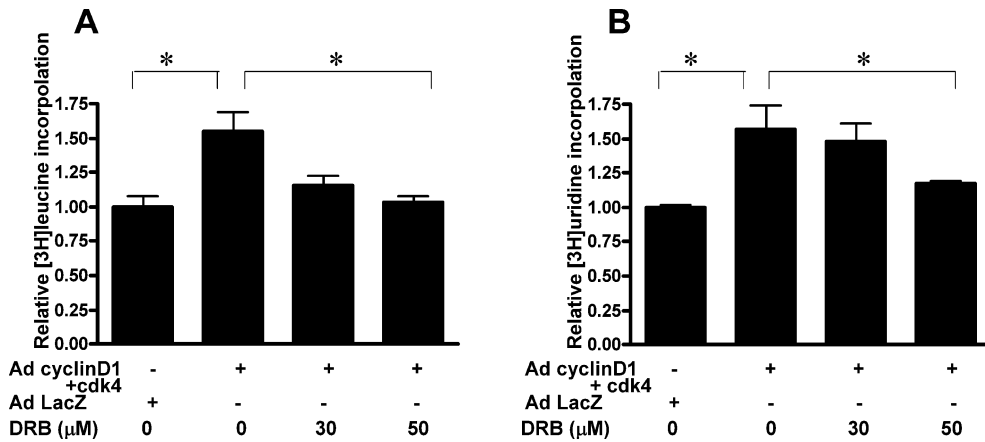 A
B
* *
* *
Relative [3H]leucine incorpolation
1.75
1.50
1.25
1.00
0.75
0.50
0.25
0.00
Ad cyclinD1 - + + +
+cdk4
Ad LacZ + - - -
DRB (μM) 0 0 30 50
Relative [3H]uridine incorpolation
1.75
1.50
1.25
1.00
0.75
0.50
0.25
0.00
Ad cyclinD1 - + + +
+ cdk4
Ad LacZ + - - -
DRB (μM) 0 0 30 50